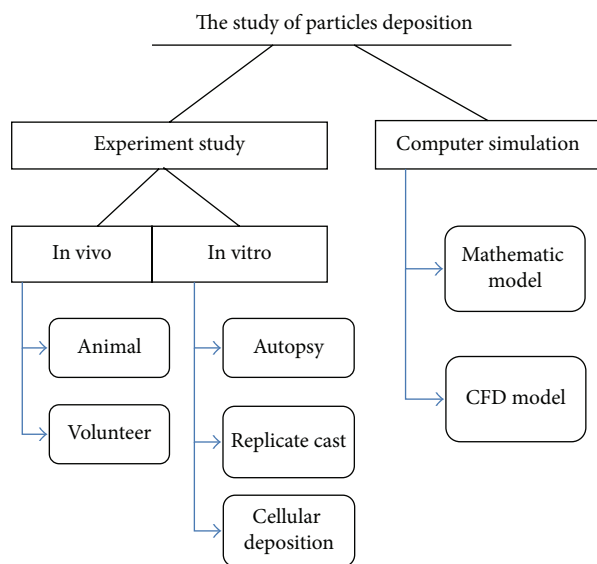 The study of particles deposition
Experiment study
Computer simulation
In vivo
In vitro
Animal
Volunteer
Autopsy
Replicate cast
Cellular
deposition
Mathematic
model
CFD model